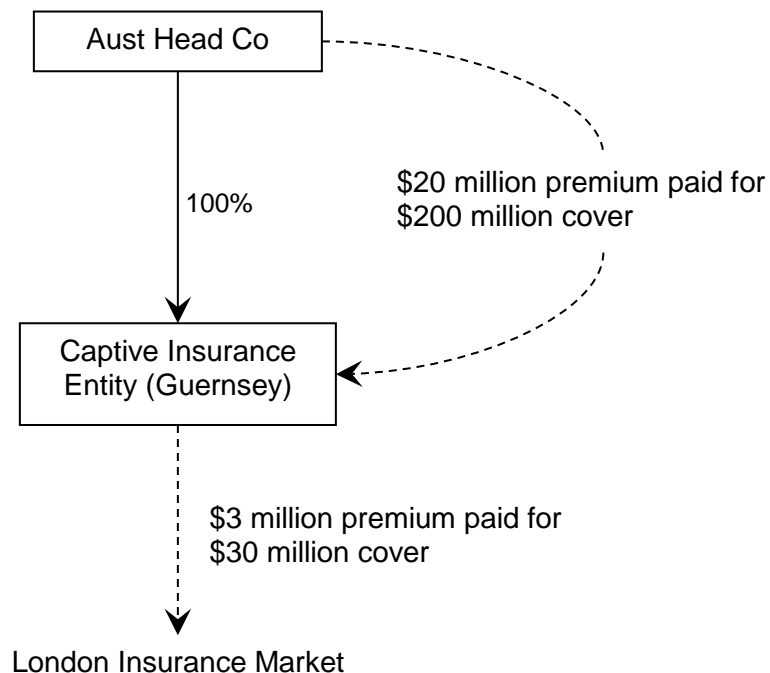 Aust Head Co
$20 million premium paid for
$200 million cover
100%
Captive Insurance
Entity (Guernsey)
$3 million premium paid for
$30 million cover
London Insurance Market